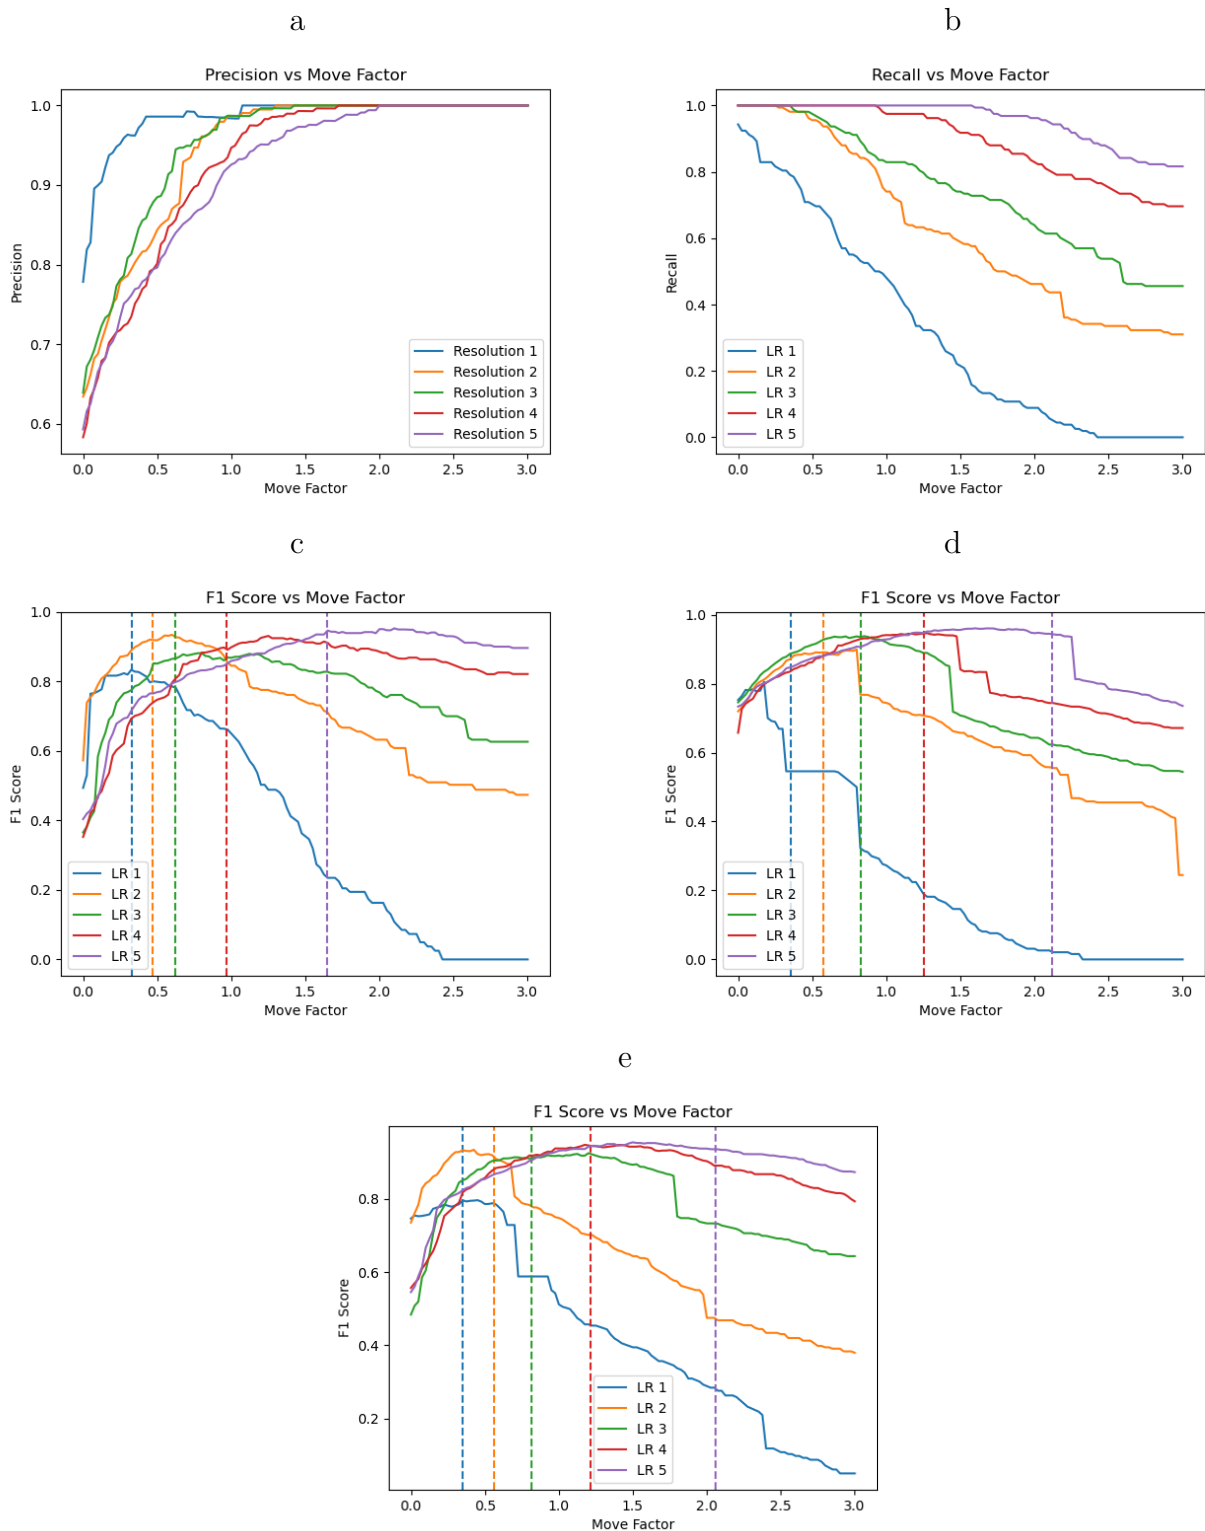 a
Precision vs Move Factor
1.0
0.9
0.8
0.7
0.6
Precision
Resolution 1
Resolution 2
Resolution 3
Resolution 4
Resolution 5
0.0 0.5 1.0 1.5 2.0 2.5 3.0
Move Factor
b
Recall vs Move Factor
1.0
0.8
0.6
0.4
0.2
0.0
Recall
LR 1
LR 2
LR 3
LR 4
LR 5
0.0 0.5 1.0 1.5 2.0 2.5 3.0
Move Factor
c
F1 Score vs Move Factor
1.0
0.8
0.6
0.4
0.2
0.0
F1 Score
LR 1
LR 2
LR 3
LR 4
LR 5
0.0 0.5 1.0 1.5 2.0 2.5 3.0
Move Factor
d
F1 Score vs Move Factor
1.0
0.8
0.6
0.4
0.2
0.0
F1 Score
LR 1
LR 2
LR 3
LR 4
LR 5
0.0 0.5 1.0 1.5 2.0 2.5 3.0
Move Factor
e
F1 Score vs Move Factor
0.8
0.6
0.4
0.2
F1 Score
LR 1
LR 2
LR 3
LR 4
LR 5
0.0 0.5 1.0 1.5 2.0 2.5 3.0
Move Factor